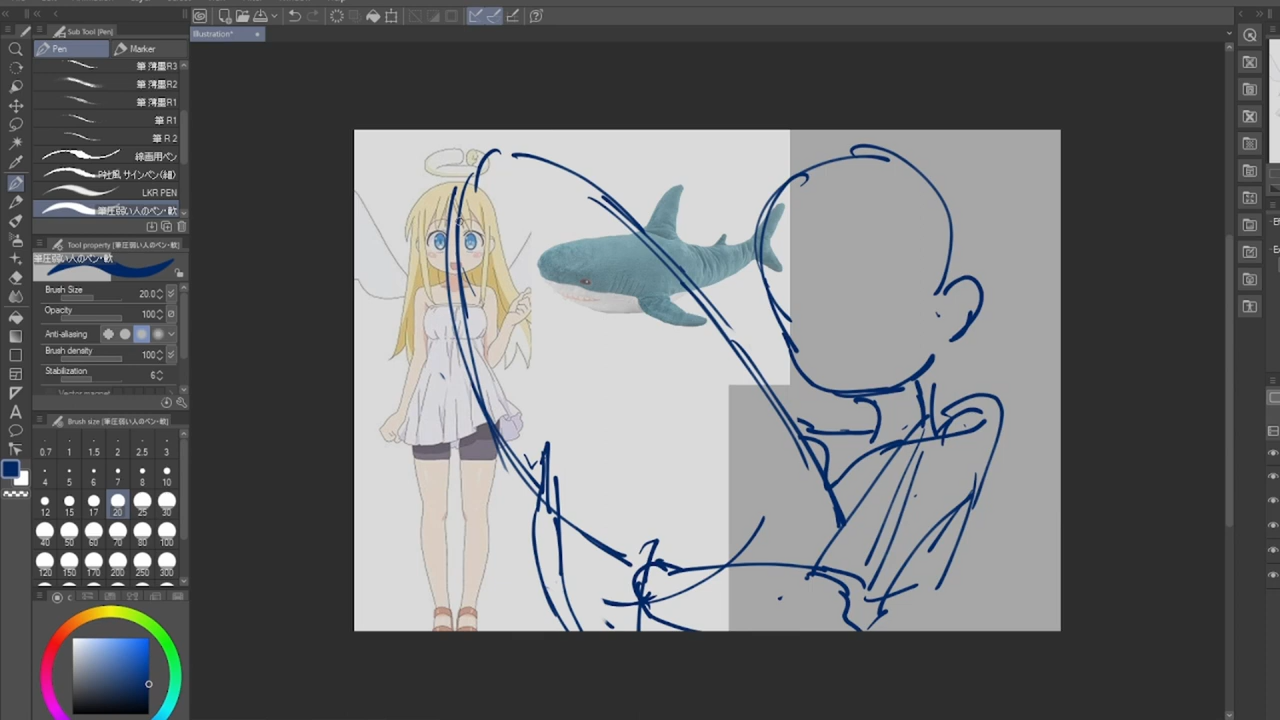 Sub Tool [Pen]
Illustration*
Pen
Marker
筆 薄墨R3
筆 薄墨R2
筆 薄墨R1
筆 R1
筆 R 2
線画用ペン
P社風 サインペン(細)
LKR PEN
筆圧弱い人のペン・軟
Tool property [筆圧弱い人のペン・軟]
筆圧弱い人のペン・軟
Brush Size 20.0
Opacity 100
Anti-aliasing
Brush density 100
Stabilization 6
Brush size [筆圧弱い人のペン・軟]
0.7 1 1.5 2 2.5 3
4 5 6 7 8 10
12 15 17 20 25 30
40 50 60 70 80 100
120 150 170 200 250 300
A